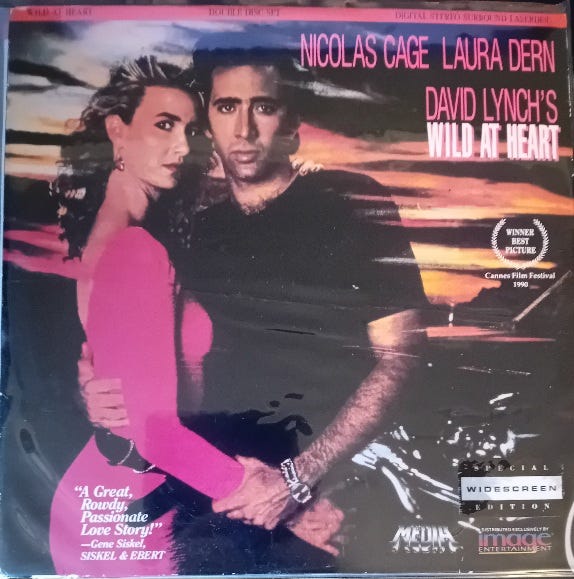 WILD AT HEART
DOUBLE DISC SET
DIGITAL STEREO SURROUND LASERDISC
NICOLAS CAGE LAURA DERN
DAVID LYNCH'S
WILD AT HEART
WINNER
BEST
PICTURE
Cannes Film Festival
1990
"A Great,
Rowdy,
Passionate
Love Story!"
—Gene Siskel,
SISKEL & EBERT
SPECIAL
WIDESCREEN
EDITION
MEDIA
DISTRIBUTED EXCLUSIVELY BY
image
ENTERTAINMENT